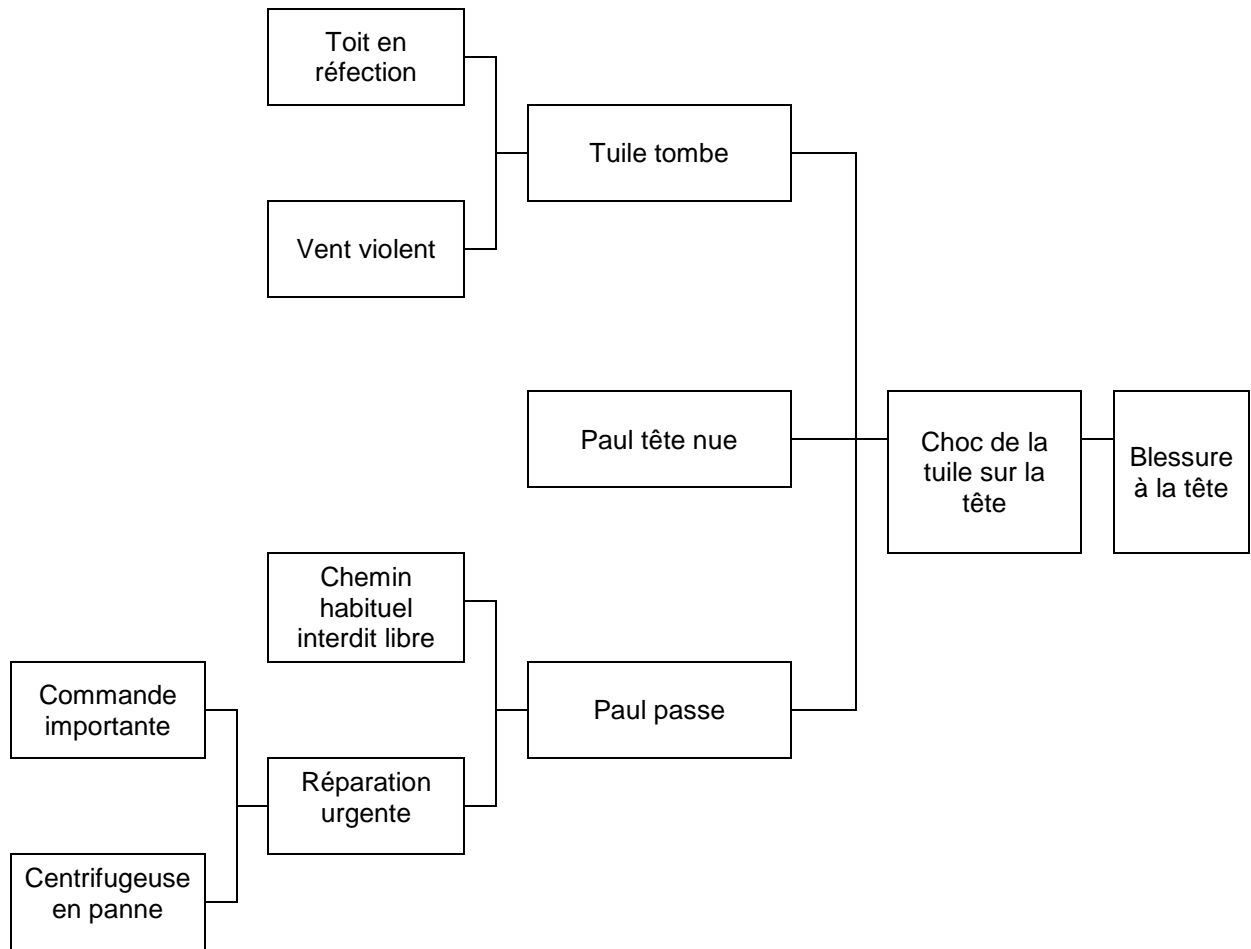 Toit en
réfection
Tuile tombe
Vent violent
Paul tête nue
Choc de la
tuile sur la
tête
Blessure
à la tête
Chemin
habituel
interdit libre
Commande
importante
Paul passe
Réparation
urgente
Centrifugeuse
en panne